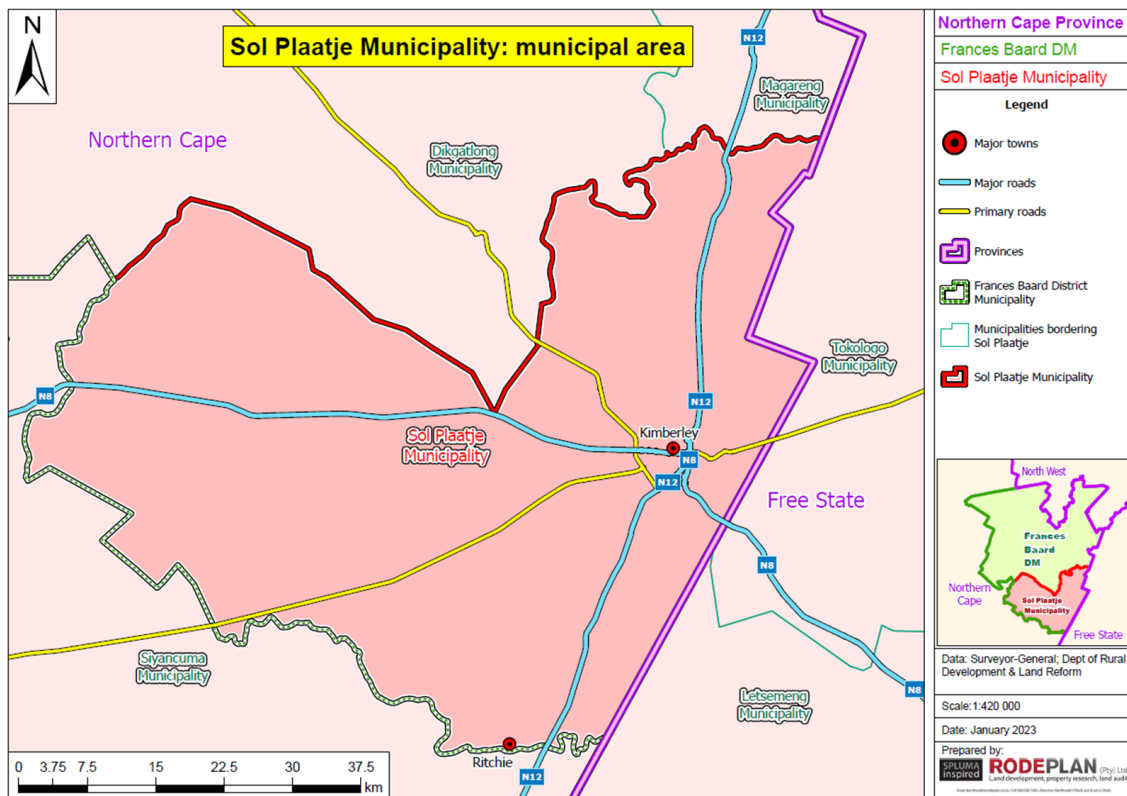 N
Sol Plaatje Municipality: municipal area
N12
Magareng
Municipality
Northern Cape
Dikgatlong
Municipality
Tokologo
Municipality
N8
N12
Kimberley
Sol Plaatje
Municipality
N8
N12
Free State
N8
Siyancuma
Municipality
Letsemeng
Municipality
N8
Ritchie
N12
0 3.75 7.5 15 22.5 30 37.5
km
Northern Cape Province
Frances Baard DM
Sol Plaatje Municipality
Legend
Major towns
Major roads
Primary roads
Provinces
Frances Baard District
Municipality
Municipalities bordering
Sol Plaatje
Sol Plaatje Municipality
North West
Frances
Baard
DM
Northern
Cape
Sol Plaatje
Municipality
Free State
Data: Surveyor-General; Dept of Rural
Development & Land Reform
Scale:1:420 000
Date: January 2023
Prepared by:
SPLUMA
inspired
RODEPLAN (Pty) Ltd
Land development, property research, land audit